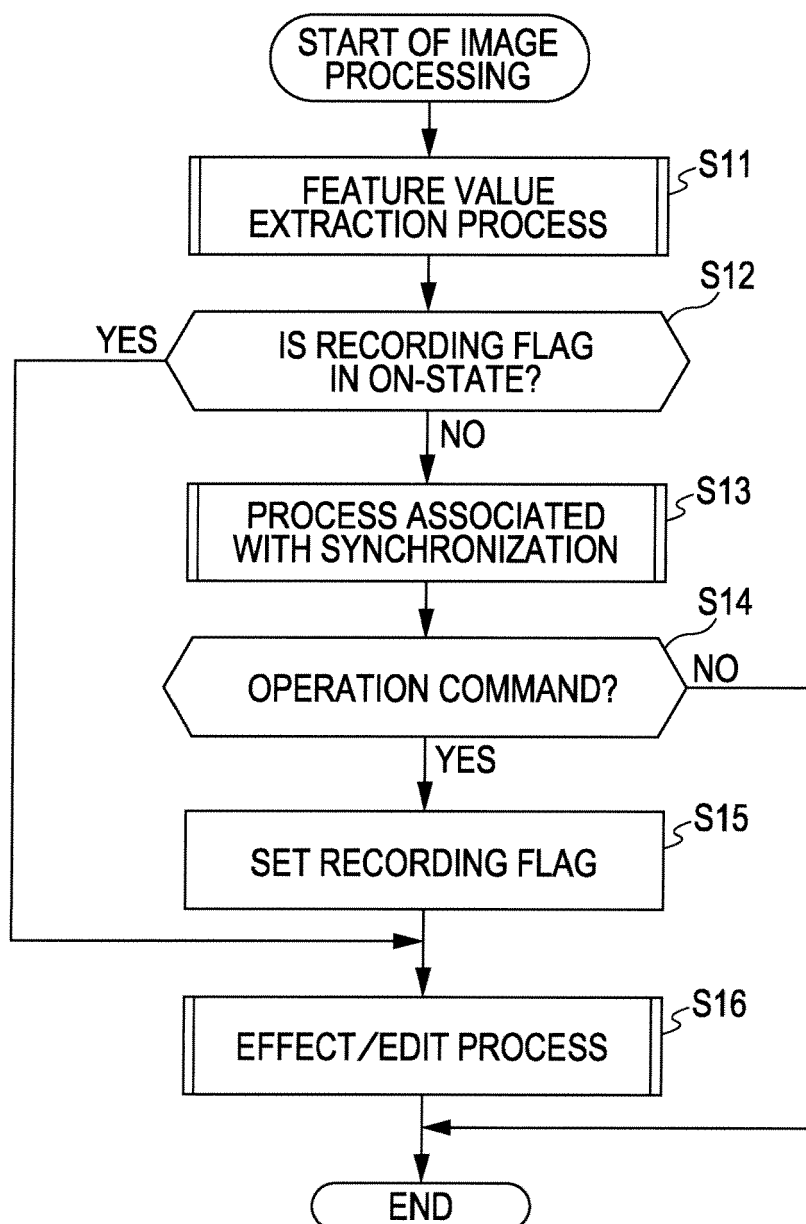 START OF IMAGE
PROCESSING
S11
FEATURE VALUE
EXTRACTION PROCESS
S12
YES
IS RECORDING FLAG
IN ON-STATE?
NO
S13
PROCESS ASSOCIATED
WITH SYNCHRONIZATION
S14
OPERATION COMMAND?
NO
YES
S15
SET RECORDING FLAG
S16
EFFECT/EDIT PROCESS
END